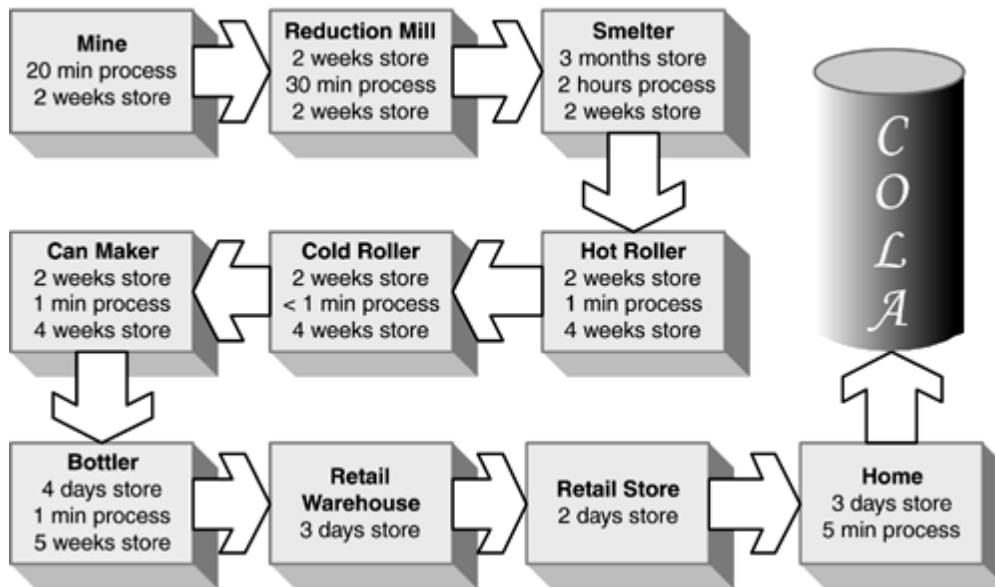 Mine
20 min process
2 weeks store
Reduction Mill
2 weeks store
30 min process
2 weeks store
Smelter
3 months store
2 hours process
2 weeks store
Can Maker
2 weeks store
1 min process
4 weeks store
Cold Roller
2 weeks store
< 1 min process
4 weeks store
Hot Roller
2 weeks store
1 min process
4 weeks store
C
O
L
A
Bottler
4 days store
1 min process
5 weeks store
Retail
Warehouse
3 days store
Retail Store
2 days store
Home
3 days store
5 min process